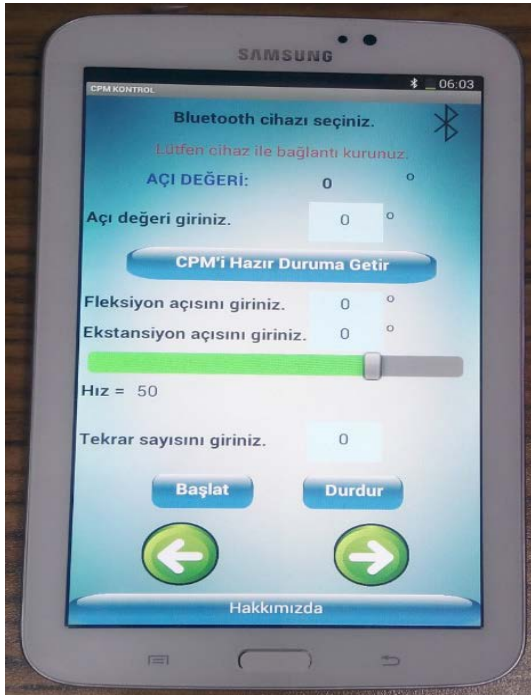 SAMSUNG
CPM KONTROL 06:03
Bluetooth cihazı seçiniz.
Lütfen cihaz ile bağlantı kurunuz.
AÇI DEĞERİ: 0 °
Açı değeri giriniz. 0 °
CPM'i Hazır Duruma Getir
Fleksiyon açısını giriniz. 0 °
Ekstansiyon açısını giriniz. 0 °
Hız = 50
Tekrar sayısını giriniz. 0
Başlat Durdur
Hakkımızda